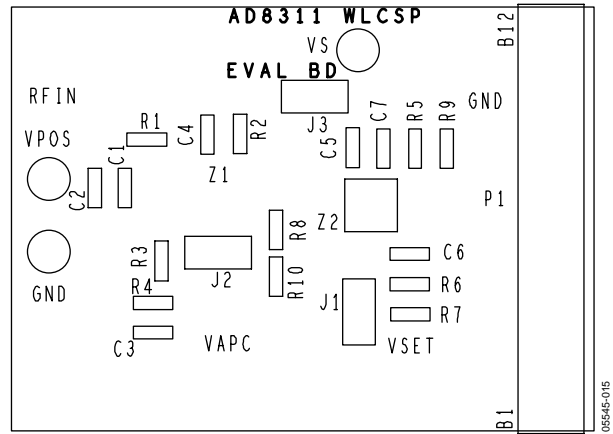 AD8311 WLCSP
B12
VS
EVAL BD
RFIN
GND
VPOS
R1
C4
R2
J3
C5
C7
R5
R9
C1
C2
Z1
Z2
P1
R8
R3
J2
R10
C6
R4
J1
R6
GND
R7
C3
VAPC
VSET
B1
05545-015